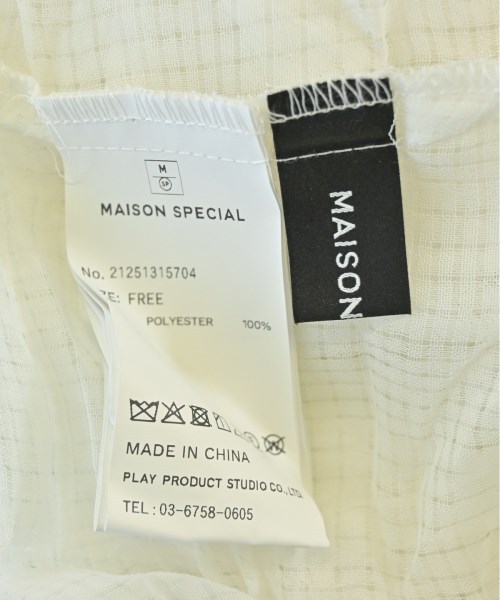 M
SP
MAISON SPECIAL
No. 21251315704
ZE: FREE
POLYESTER 100%
MADE IN CHINA
PLAY PRODUCT STUDIO CO., LTD.
TEL: 03-6758-0605
MAISON